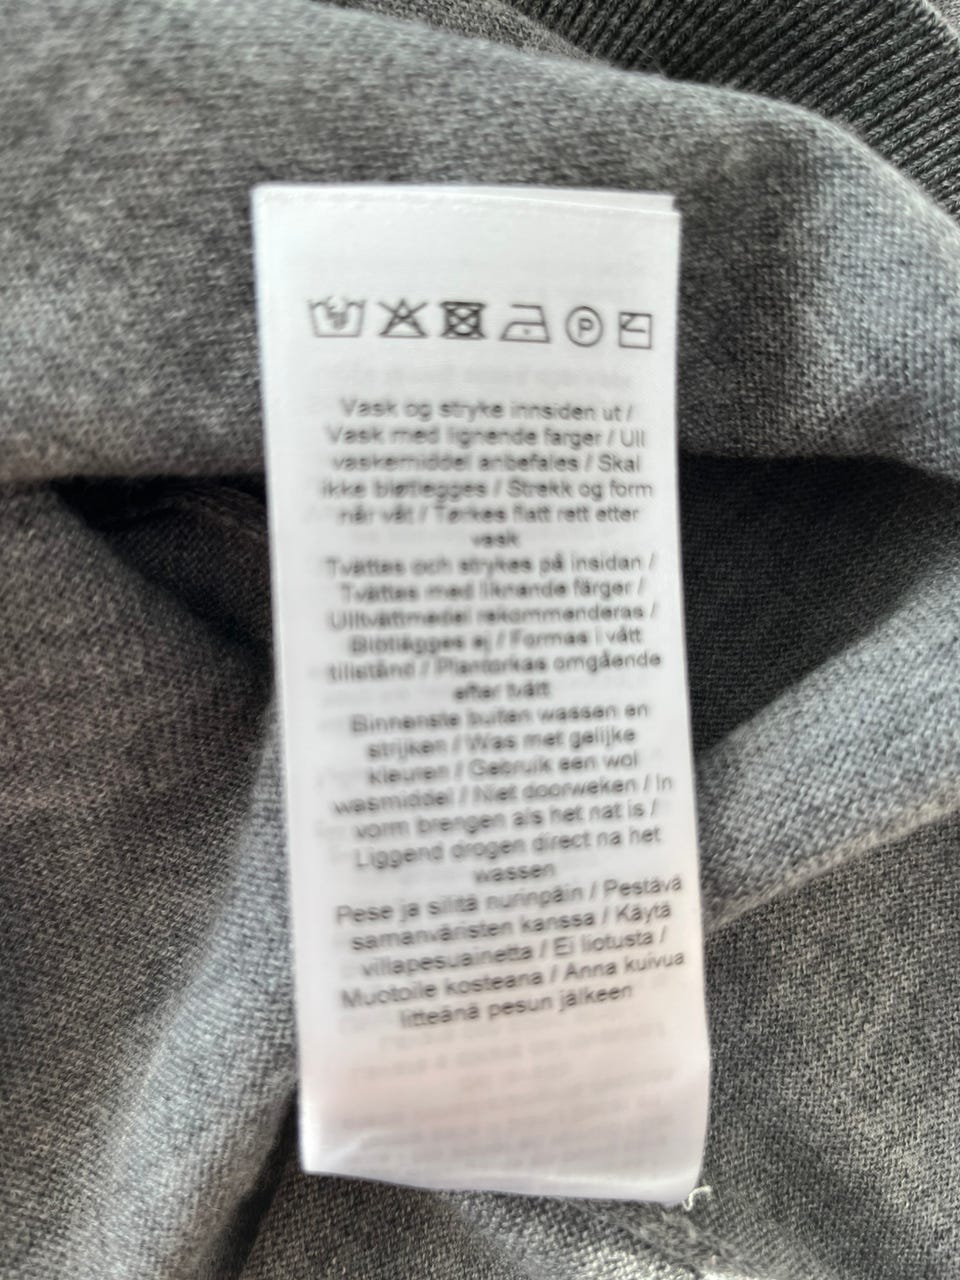 P
Vask og stryke innsiden ut /
Vask med lignende farger / Ull
vaskemiddel anbefales / Skal
ikke bløtlegges / Strekk og form
når våt / Tørkes flatt rett etter
vask
Tvättas och strykes på insidan /
Tvättas med liknande färger /
Ulltvättmedel rekommenderas /
Blötläggas ej / Formas i vått
tillstånd / Plantorkas omgående
efter tvätt
Binnenste buiten wassen en
strijken / Was met gelijke
kleuren / Gebruik een wol
wasmiddel / Niet doorweken / In
vorm brengen als het nat is /
Liggend drogen direct na het
wassen
Pese ja silitä nurinpäin / Pestävä
samanväristen kanssa / Käytä
villapesuainetta / Ei liotusta /
Muotoile kosteana / Anna kuivua
litteänä pesun jälkeen